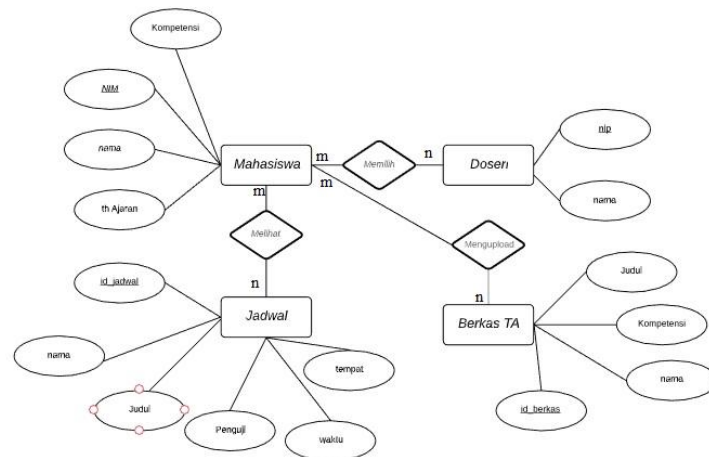 Kompetensi
NIM
nama
th Ajaran
Mahasiswa
m
Memilih
n
Dosen
nip
nama
m
m
Melihat
n
Mengupload
n
id_jadwal
nama
Judul
Jadwal
Penguji
waktu
tempat
Berkas TA
Judul
Kompetensi
nama
id_berkas